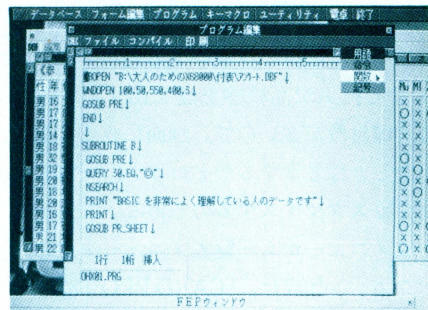 データベース フォーム編集 プログラム キーマクロ ユーティリティ 電卓 終了
プログラム編集
ファイル コンパイル 印刷
用語
命令
関数
記号
DBOPEN "B:\大人のためのX68000\付表\アンケート.DBF"↓
WNDOPEN 100,50,550,400,S↓
GOSUB PRE↓
END↓
↓
SUBROUTINE B↓
GOSUB PRE↓
QUERY 30,EQ,"◎"↓
NSEARCH↓
PRINT "BASIC を非常によく理解している人のデータです"↓
PRINT↓
GOSUB PR_SHEET↓
1行 1桁 挿入
OHX01.PRG
FEPウィンドウ